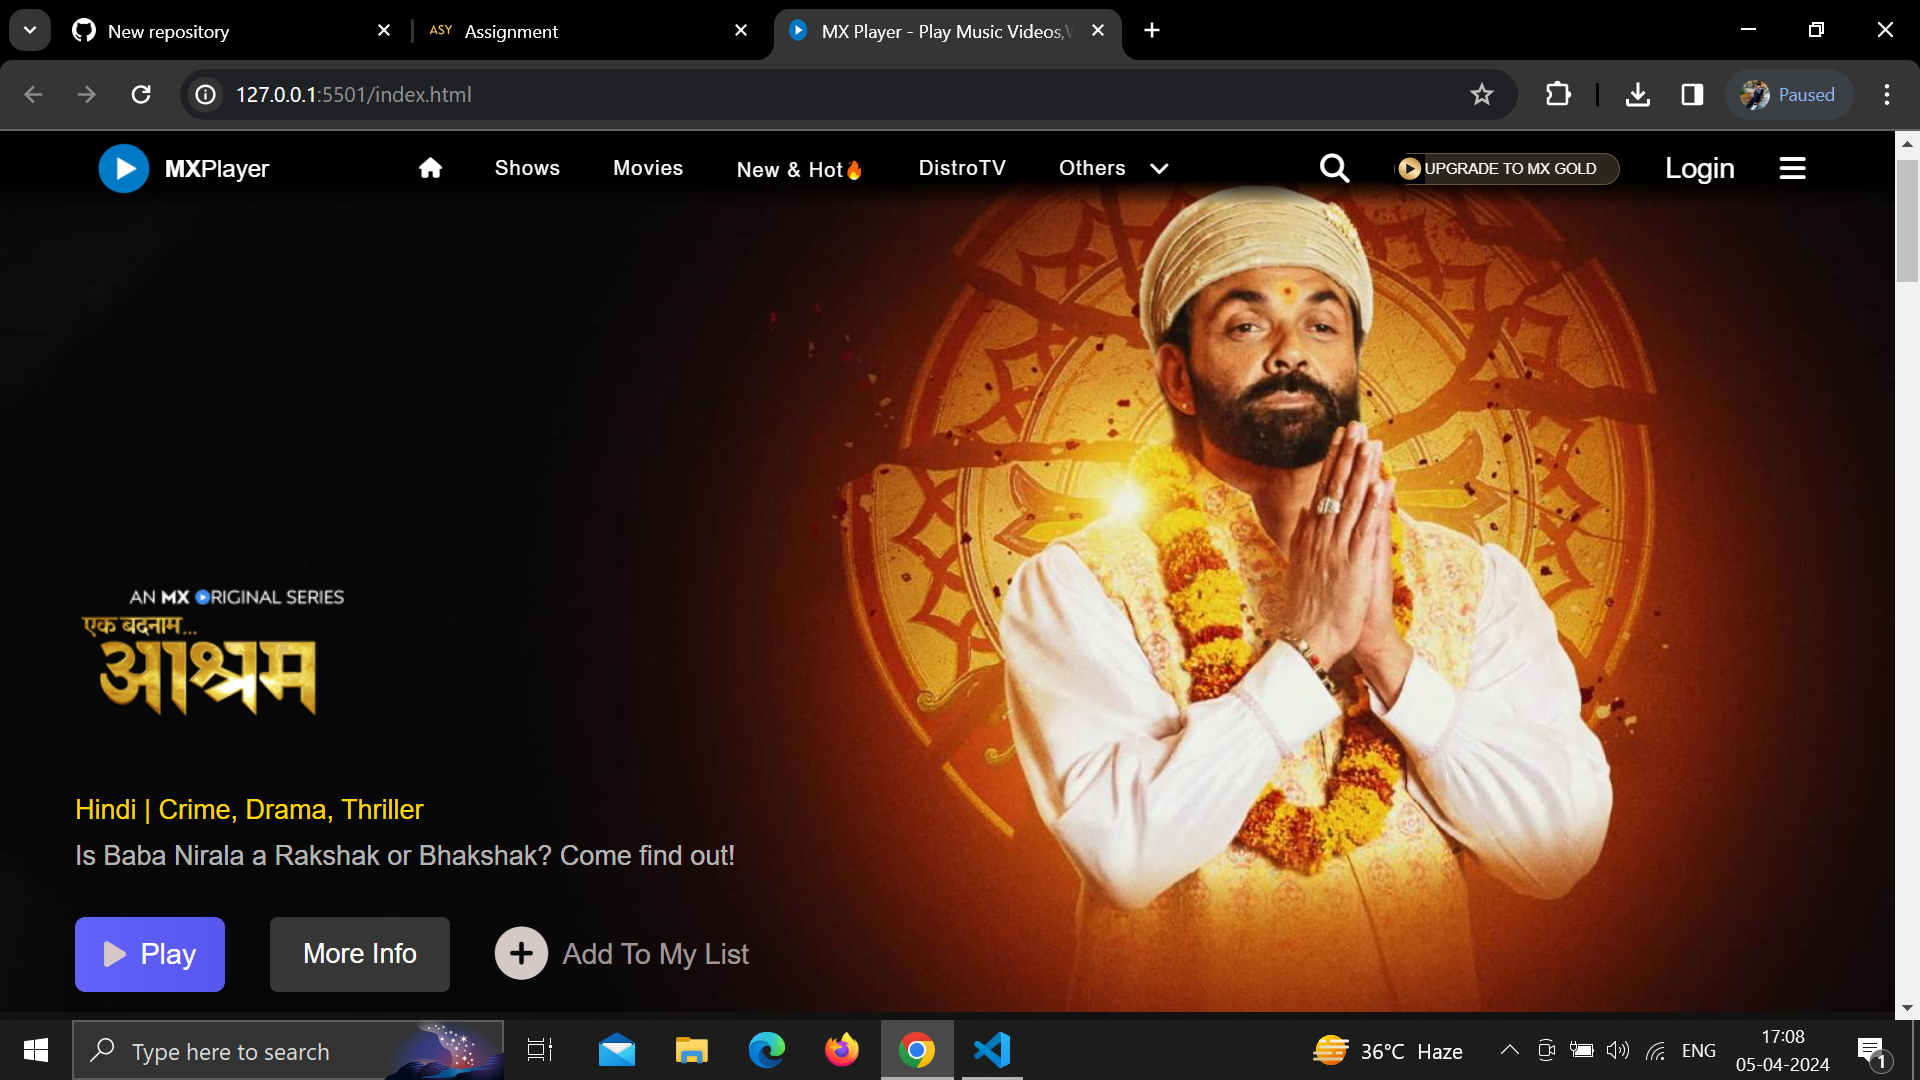 New repository
ASY Assignment
MX Player - Play Music Videos,
127.0.0.1:5501/index.html
Paused
MXPlayer
Shows
Movies
New & Hot🔥
DistroTV
Others
UPGRADE TO MX GOLD
Login
AN MX ORIGINAL SERIES
एक बदनाम...
आश्रम
Hindi | Crime, Drama, Thriller
Is Baba Nirala a Rakshak or Bhakshak? Come find out!
Play
More Info
Add To My List
Type here to search
36°C Haze
ENG
17:08
05-04-2024
1